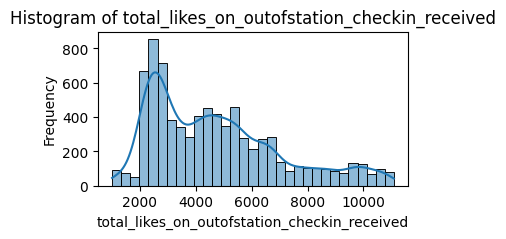 Histogram of total_likes_on_outofstation_checkin_received
800
600
400
200
0
Frequency
2000 4000 6000 8000 10000
total_likes_on_outofstation_checkin_received